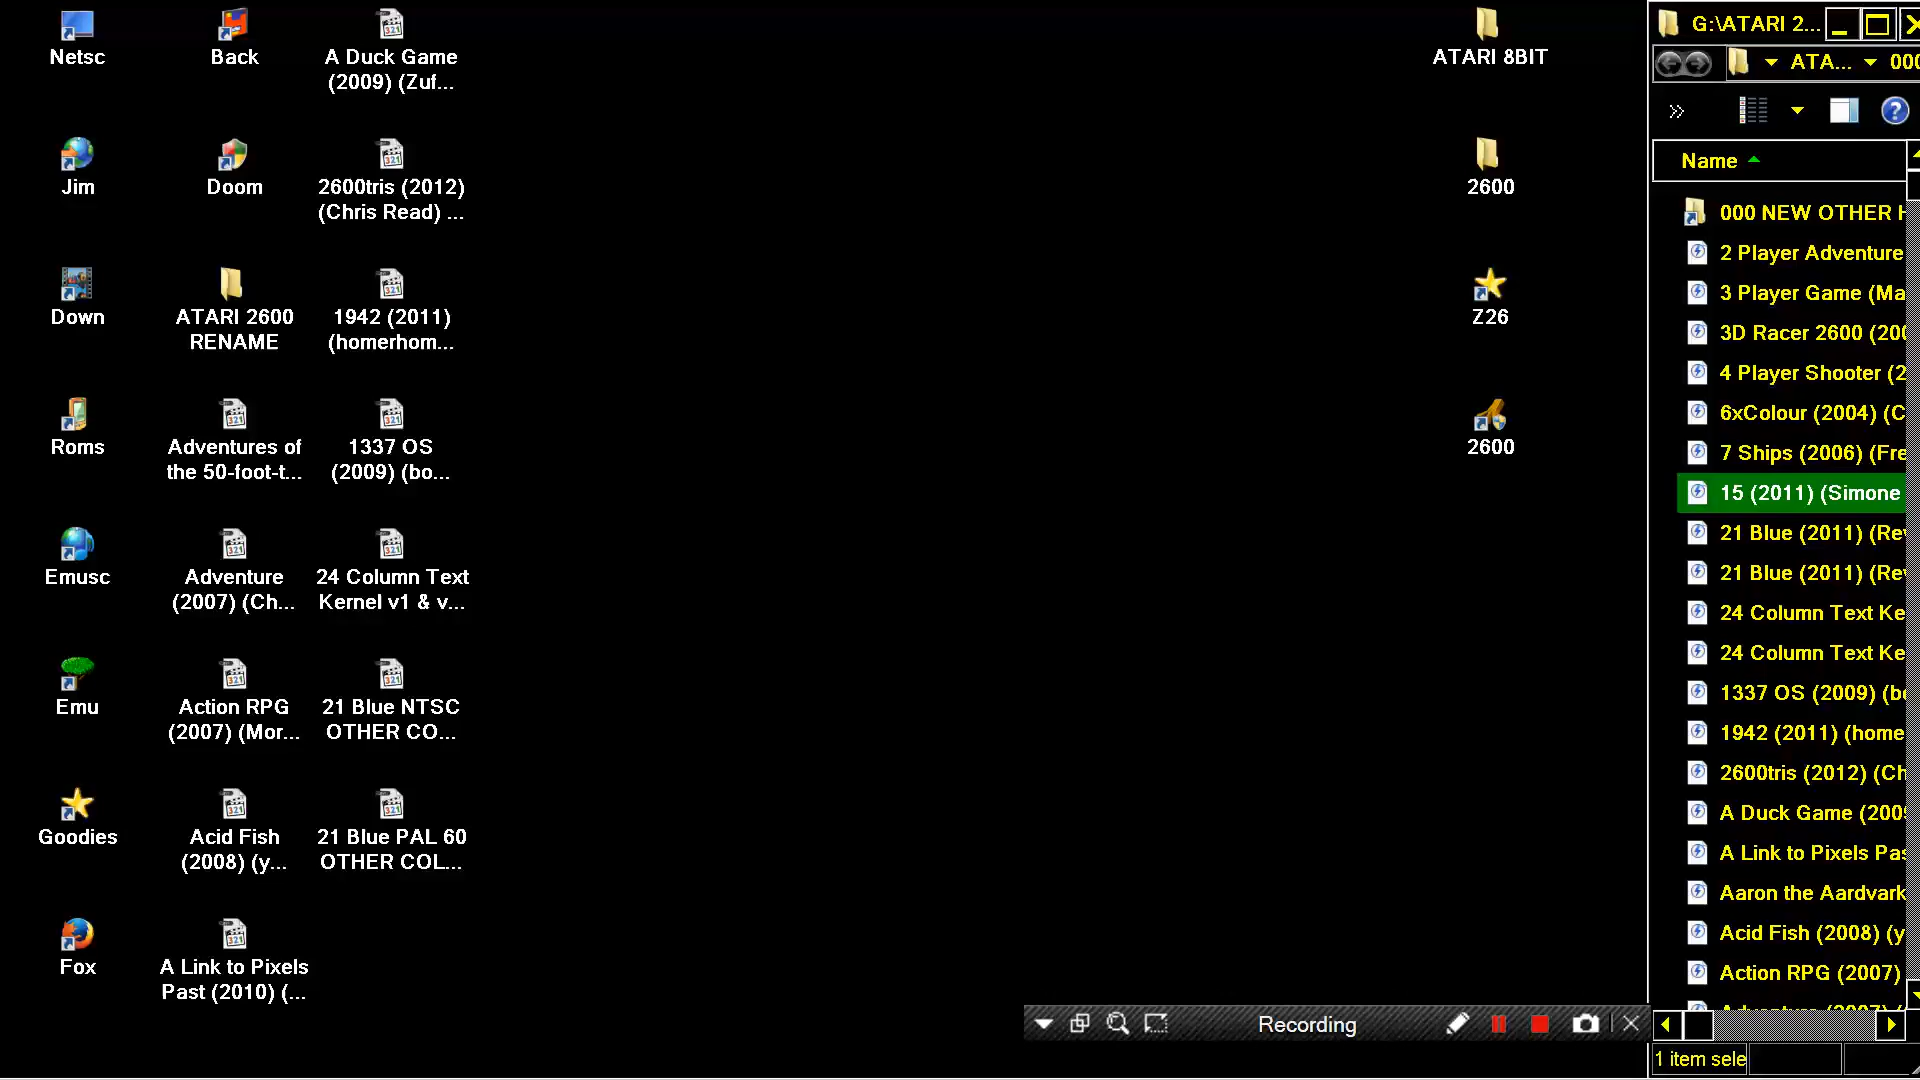 Netsc
Back
A Duck Game
(2009) (Zuf...
Jim
Doom
2600tris (2012)
(Chris Read) ...
Down
ATARI 2600
RENAME
1942 (2011)
(homerhom...
Roms
Adventures of
the 50-foot-t...
1337 OS
(2009) (bo...
Emusc
Adventure
(2007) (Ch...
24 Column Text
Kernel v1 & v...
Emu
Action RPG
(2007) (Mor...
21 Blue NTSC
OTHER CO...
Goodies
Acid Fish
(2008) (y...
21 Blue PAL 60
OTHER COL...
Fox
A Link to Pixels
Past (2010) (...
ATARI 8BIT
2600
Z26
2600
Recording
G:\ATARI 2...
ATA...
000
Name
000 NEW OTHER H
2 Player Adventure
3 Player Game (Ma
3D Racer 2600 (200
4 Player Shooter (2
6xColour (2004) (C
7 Ships (2006) (Fre
15 (2011) (Simone
21 Blue (2011) (Rev
21 Blue (2011) (Rev
24 Column Text Ke
24 Column Text Ke
1337 OS (2009) (bo
1942 (2011) (home
2600tris (2012) (Ch
A Duck Game (2009
A Link to Pixels Pas
Aaron the Aardvark
Acid Fish (2008) (y
Action RPG (2007)
Adventure (2007) (
1 item sele